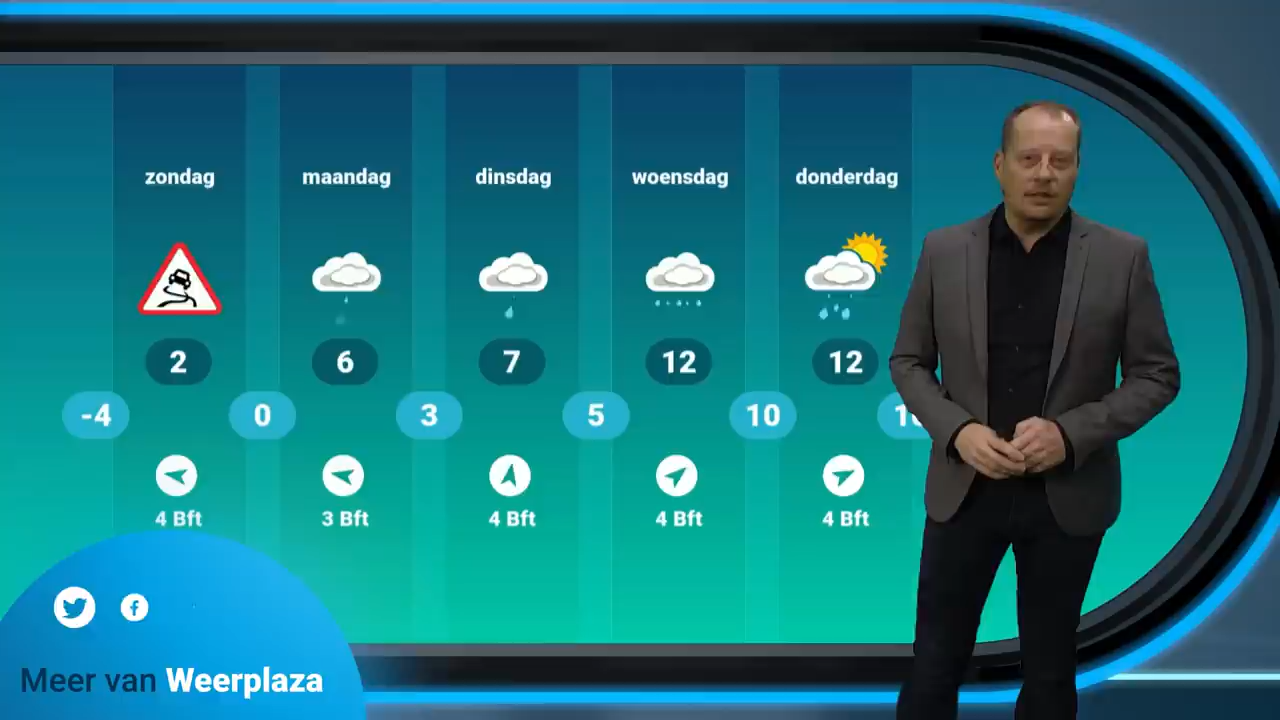 zondag maandag dinsdag woensdag donderdag
2 6 7 12 12
-4 0 3 5 10
4 Bft 3 Bft 4 Bft 4 Bft 4 Bft
Meer van Weerplaza